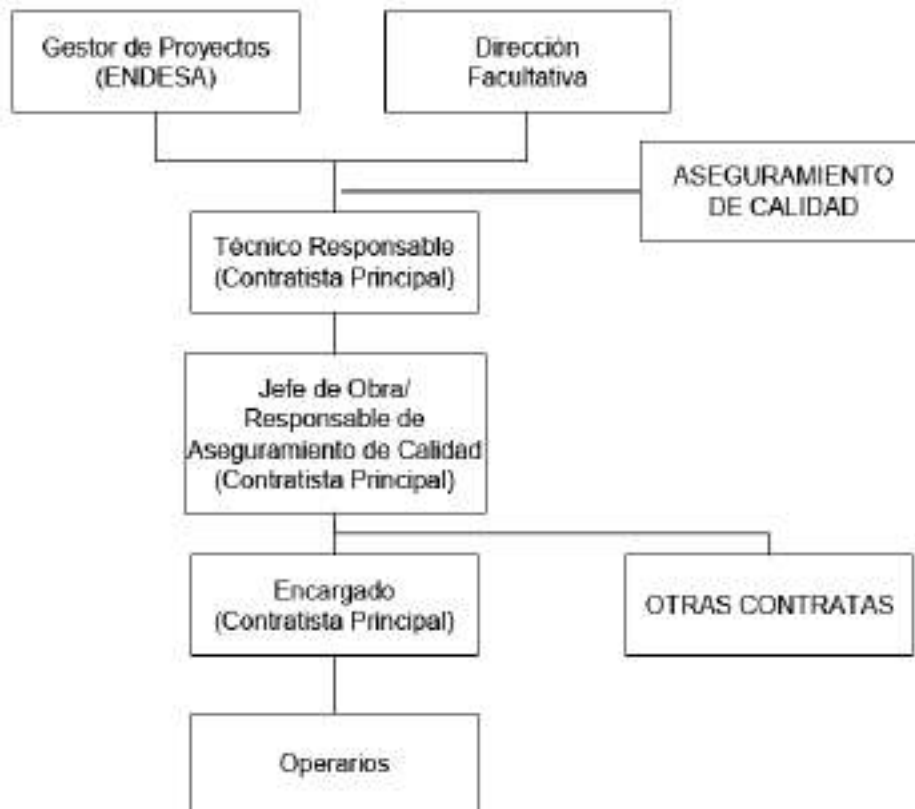 Gestor de Proyectos
(ENDESA)
Dirección
Facultativa
ASEGURAMIENTO
DE CALIDAD
Técnico Responsable
(Contratista Principal)
Jefe de Obra/
Responsable de
Aseguramiento de Calidad
(Contratista Principal)
Encargado
(Contratista Principal)
OTRAS CONTRATAS
Operarios